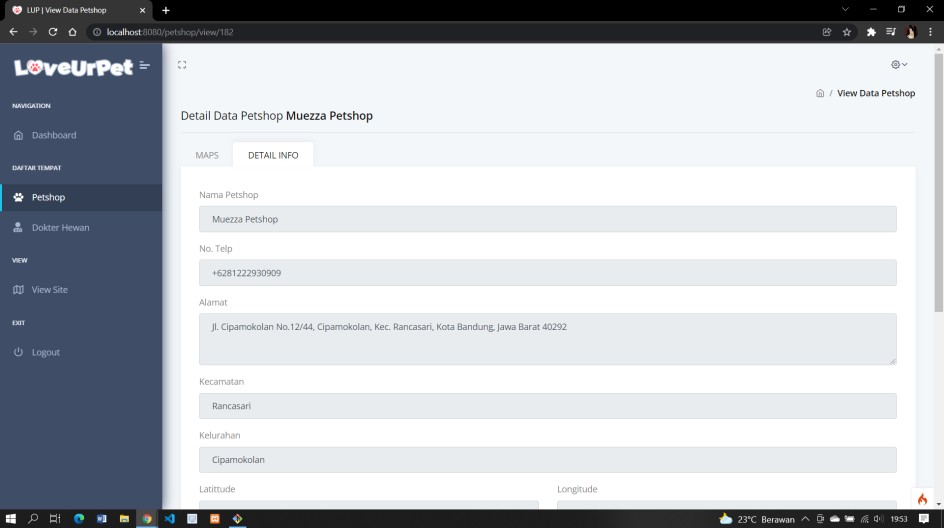 LUP | View Data Petshop
localhost:8080/petshop/view/182
LoveUrPet
NAVIGATION
Dashboard
DAFTAR TEMPAT
Petshop
Dokter Hewan
VIEW
View Site
EXIT
Logout
/ View Data Petshop
Detail Data Petshop Muezza Petshop
MAPS DETAIL INFO
Nama Petshop
Muezza Petshop
No. Telp
+6281222930909
Alamat
Jl. Cipamokolan No.12/44, Cipamokolan, Kec. Rancasari, Kota Bandung, Jawa Barat 40292
Kecamatan
Rancasari
Kelurahan
Cipamokolan
Latittude Longitude
23°C Berawan 1953